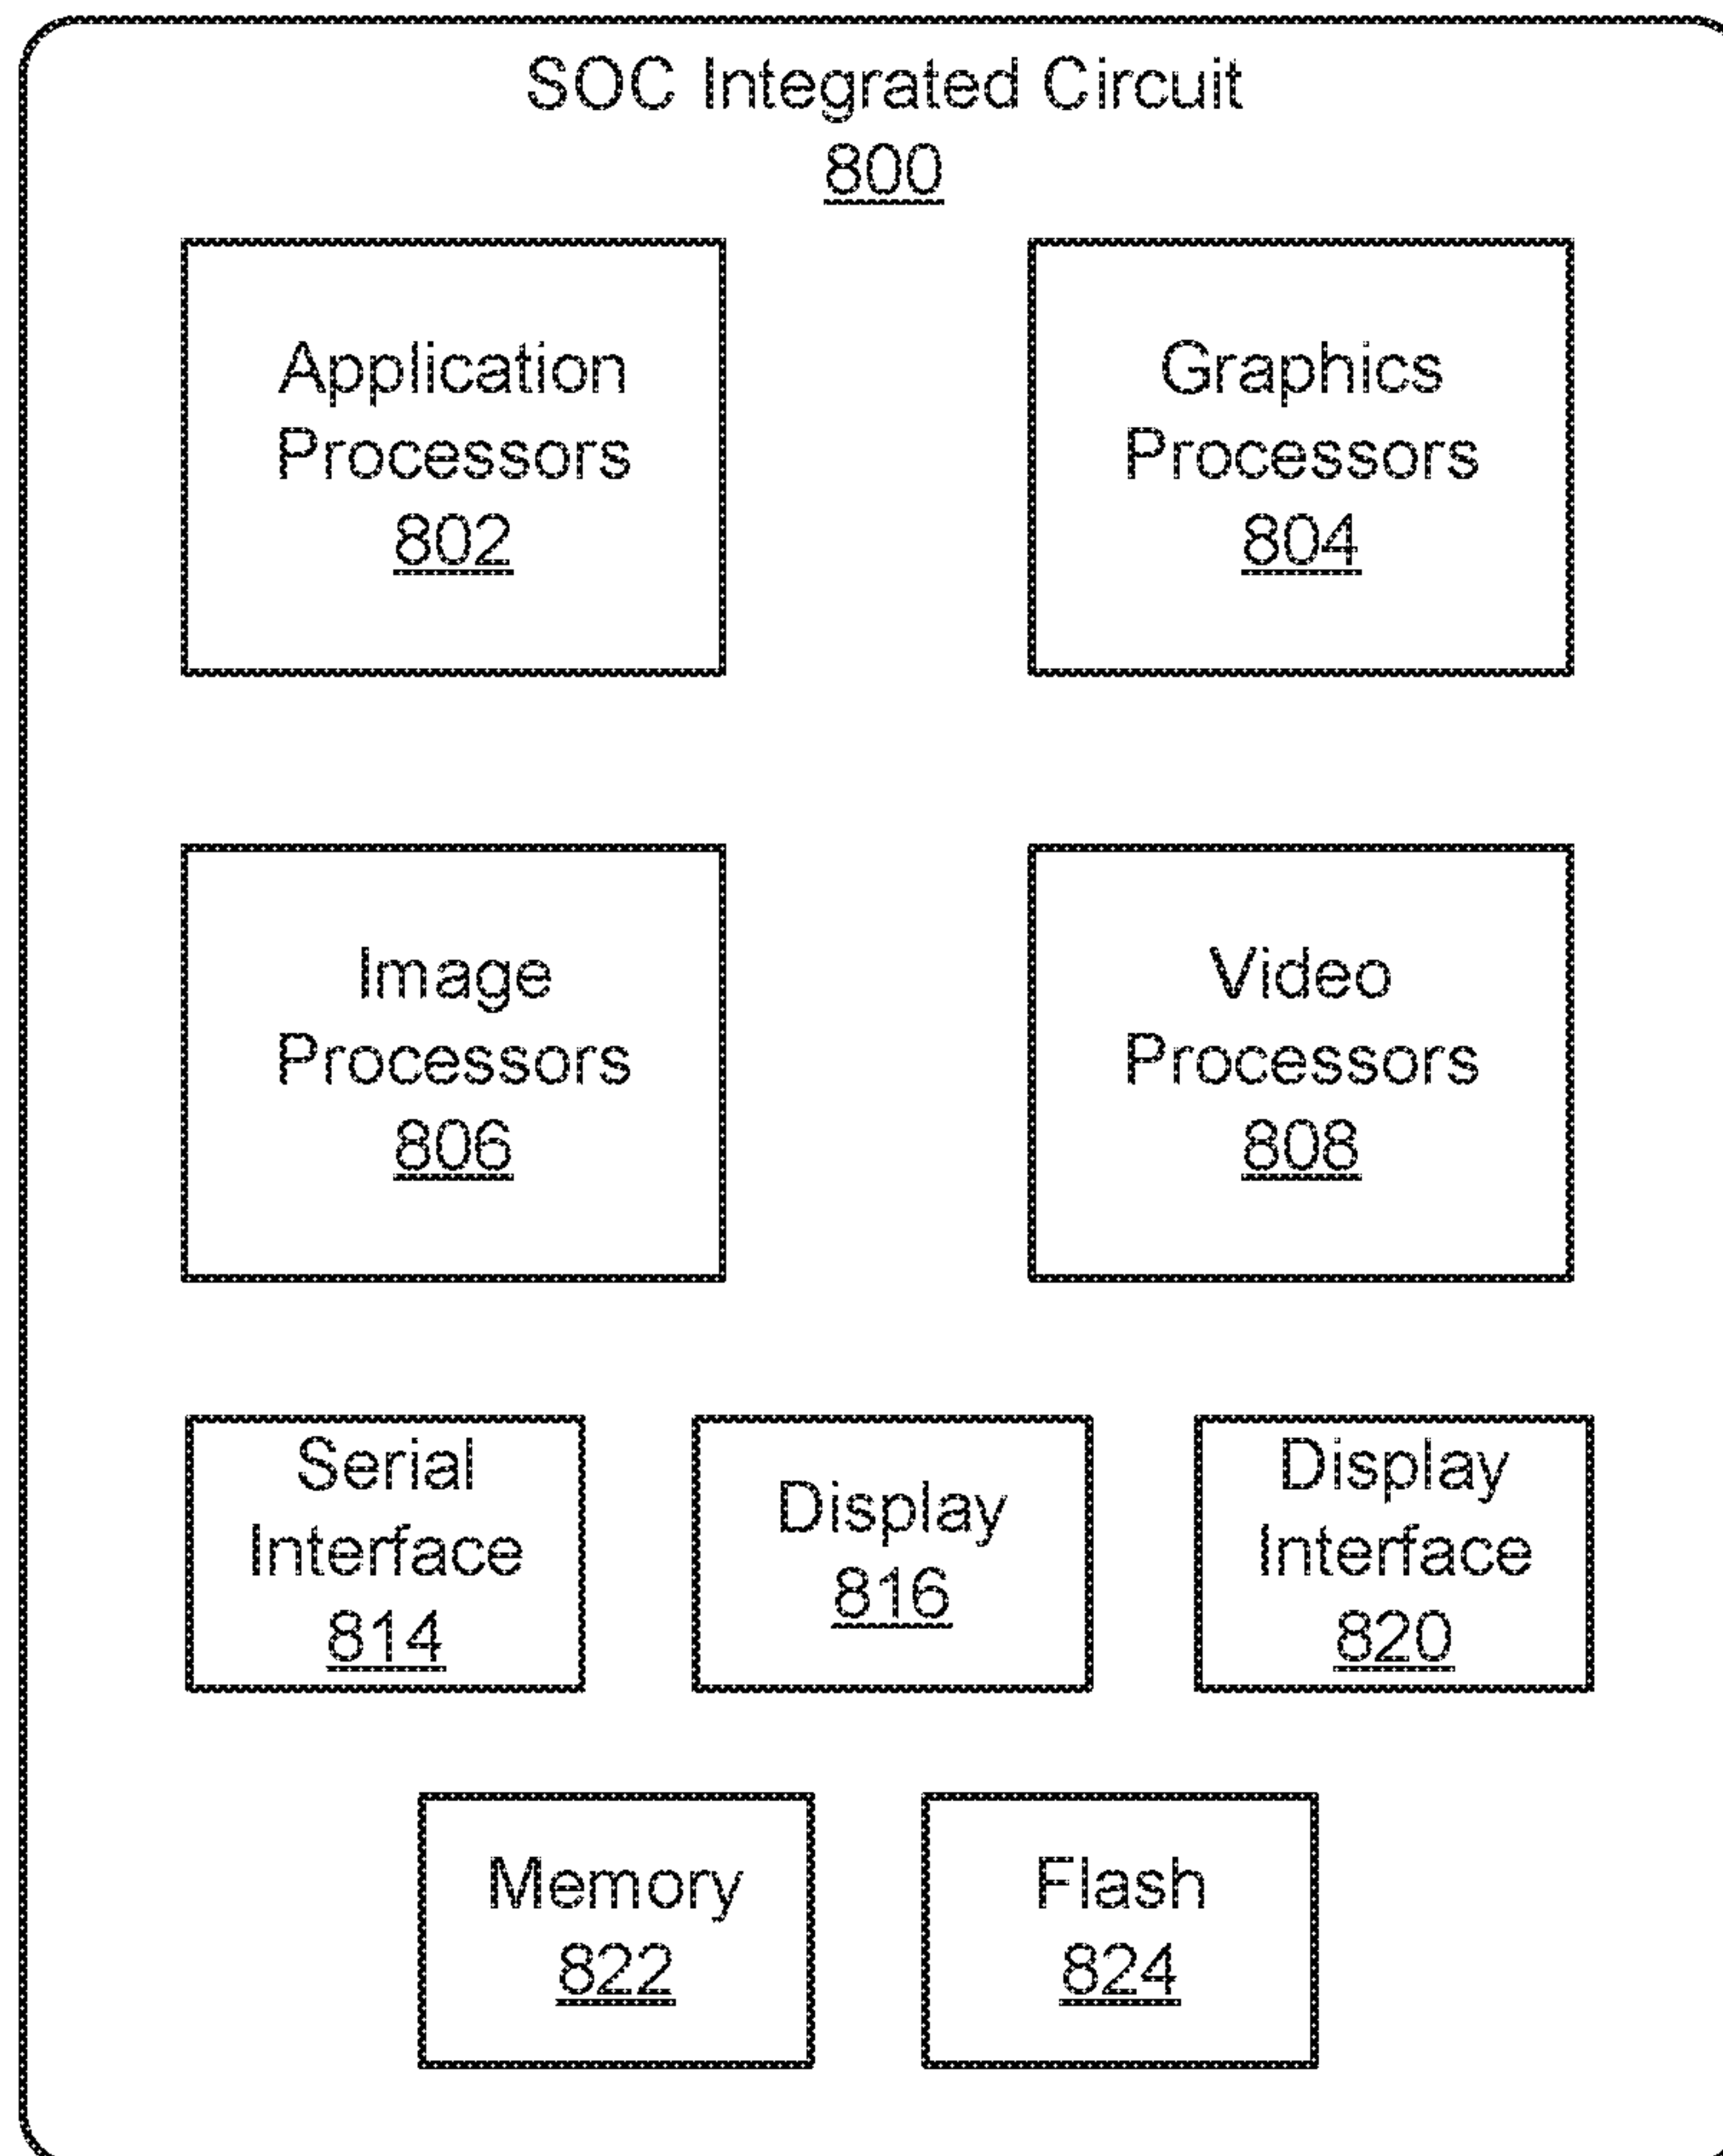 SOC Integrated Circuit
800
Application
Processors
802
Graphics
Processors
804
Image
Processors
806
Video
Processors
808
Serial
Interface
814
Display
816
Display
Interface
820
Memory
822
Flash
824